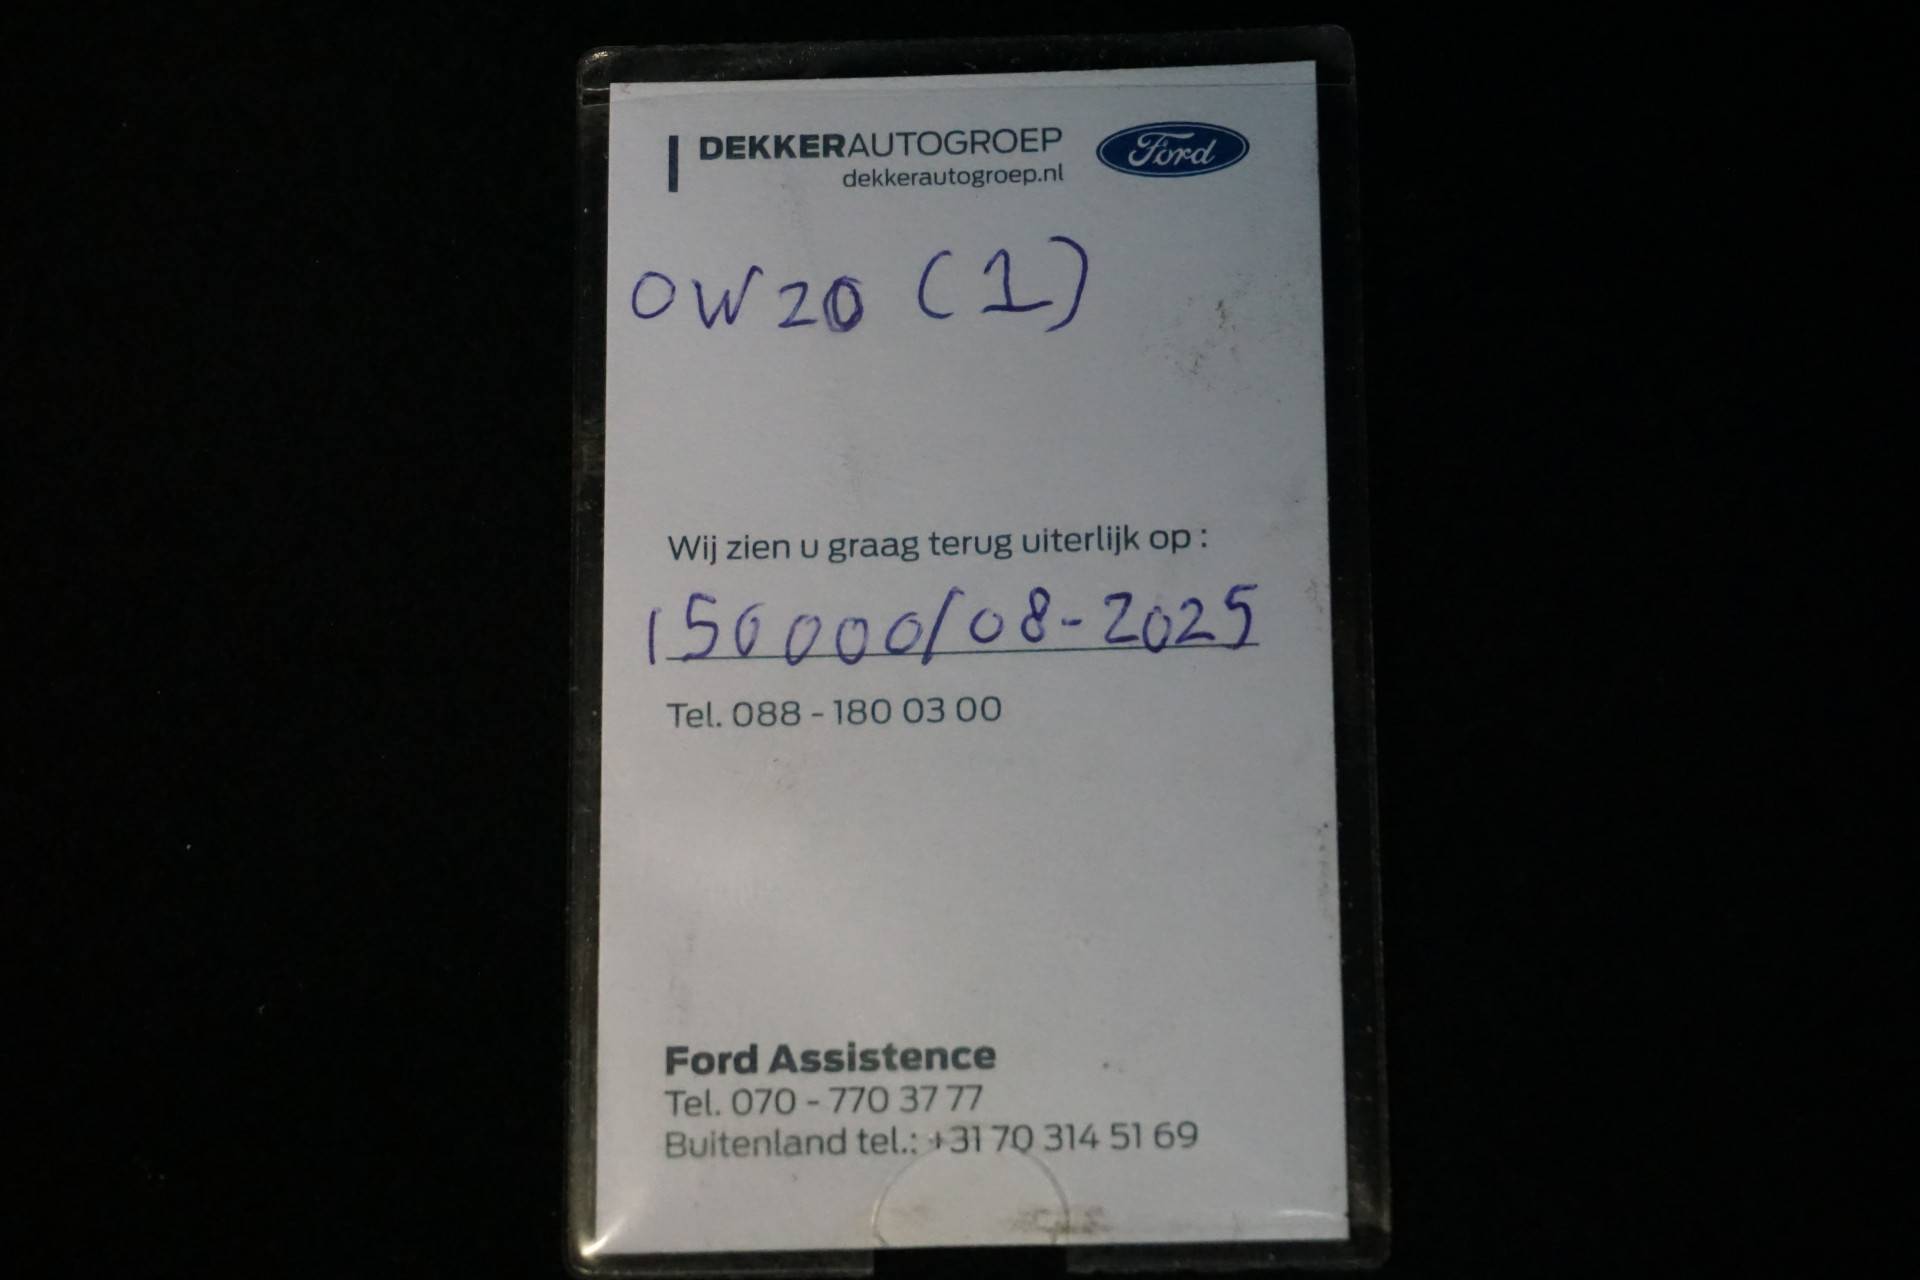 DEKKERAUTOGROEP Ford
dekkerautogroep.nl
0W20 (1)
Wij zien u graag terug uiterlijk op :
150000/08-2025
Tel. 088 - 180 03 00
Ford Assistence
Tel. 070 - 770 37 77
Buitenland tel.: +31 70 314 51 69